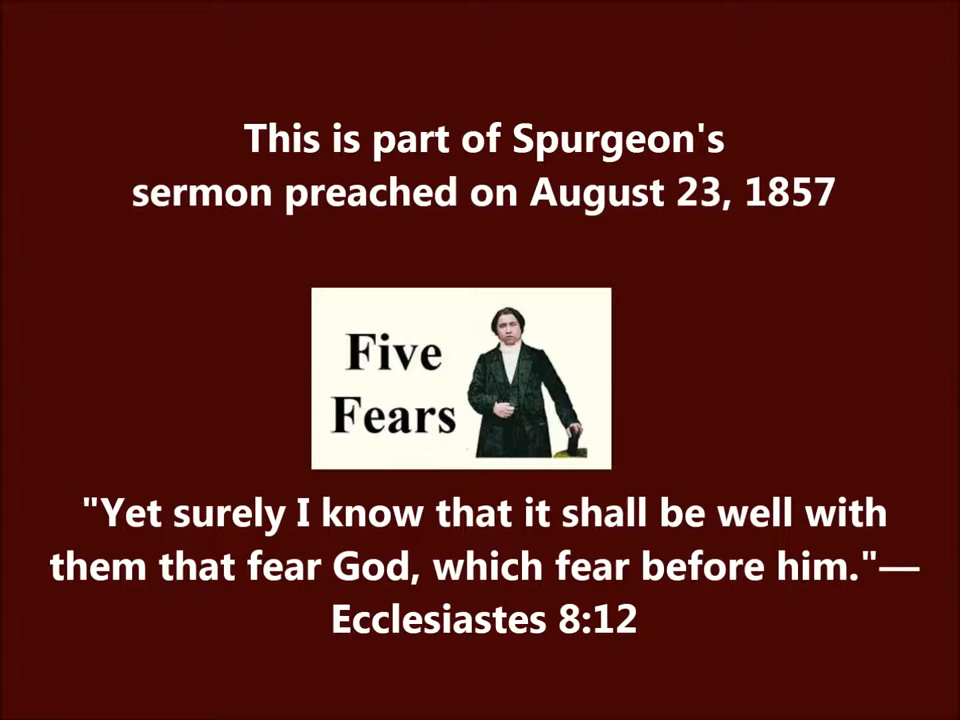 This is part of Spurgeon's
sermon preached on August 23, 1857
Five
Fears
"Yet surely I know that it shall be well with
them that fear God, which fear before him."—
Ecclesiastes 8:12